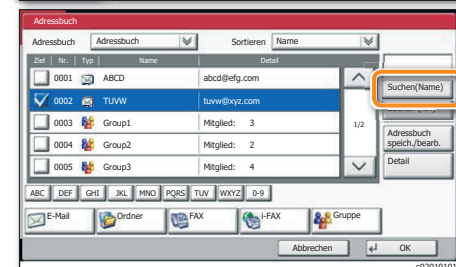 Adressbuch
Adressbuch Adressbuch Sortieren Name
Ziel Nr. Typ Name Detail
0001 ABCD abcd@efg.com
Suchen(Name)
0002 TUVW tuvw@xyz.com
0003 Group1 Mitglied: 3
1/2
Adressbuch
speich./bearb.
0004 Group2 Mitglied: 2
Detail
0005 Group3 Mitglied: 4
ABC DEF GHI JKL MNO PQRS TUV WXYZ 0-9
E-Mail Ordner FAX i-FAX Gruppe
Abbrechen OK
c02010101